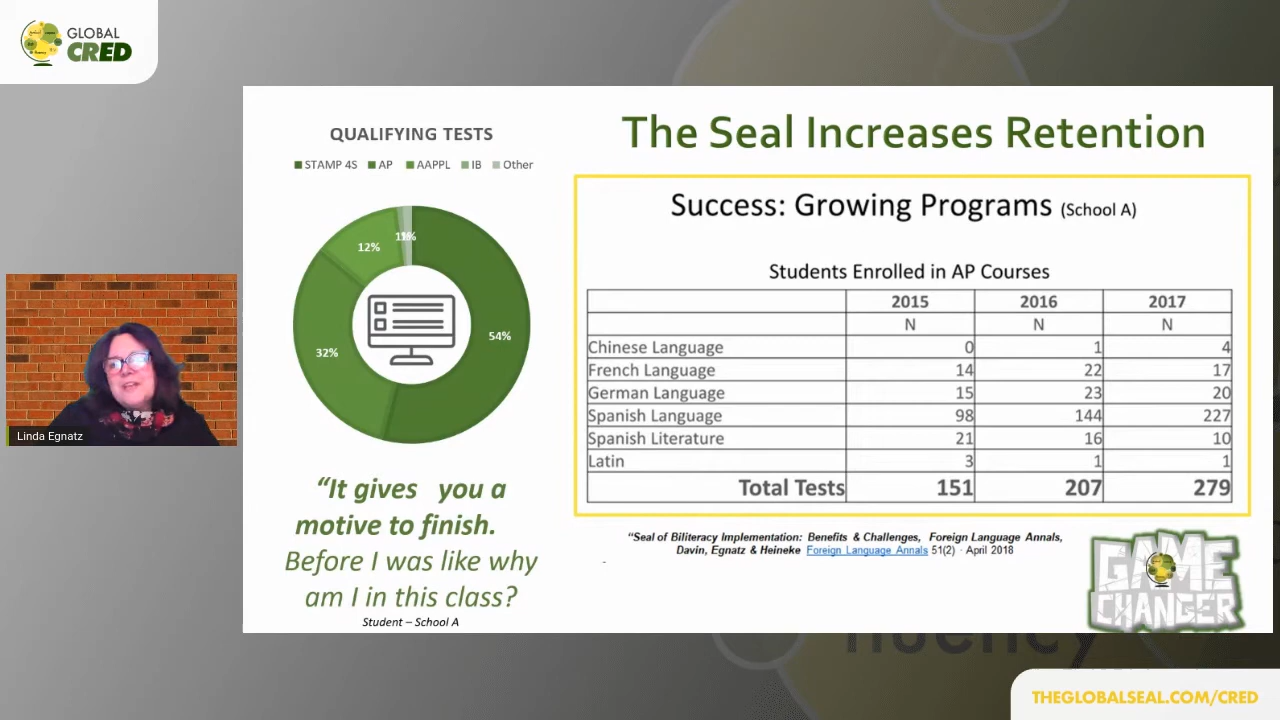 GLOBAL
CRED
QUALIFYING TESTS
STAMP 4S AP AAPPL IB Other
12%
54%
32%
"It gives you a
motive to finish.
Before I was like why
am I in this class?
Student – School A
The Seal Increases Retention
Success: Growing Programs (School A)
Students Enrolled in AP Courses
2015 2016 2017
N N N
Chinese Language 0 1 4
French Language 14 22 17
German Language 15 23 20
Spanish Language 98 144 227
Spanish Literature 21 16 10
Latin 3 1 1
Total Tests 151 207 279
"Seal of Biliteracy Implementation: Benefits & Challenges, Foreign Language Annals,
Davin, Egnatz & Heineke Foreign Language Annals 51(2) · April 2018
GAME
CHANGER
Linda Egnatz
fluency
THEGLOBALSEAL.COM/CRED